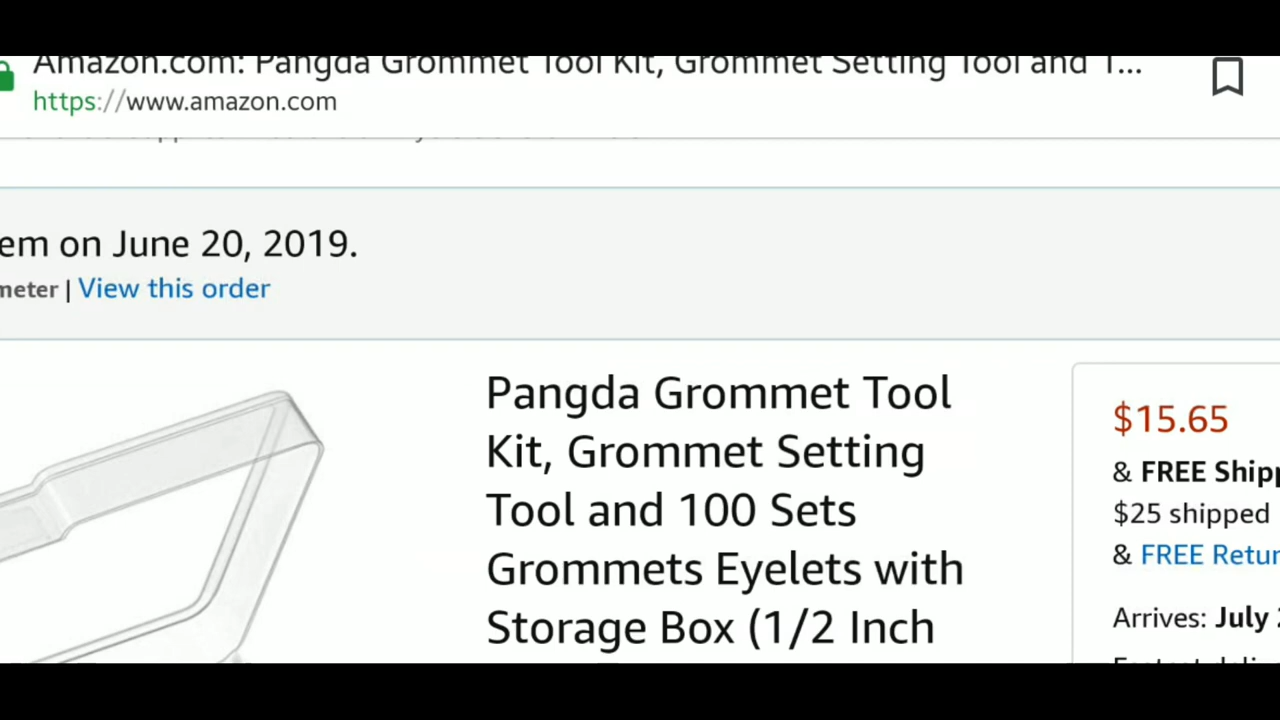 Amazon.com: Pangda Grommet Tool Kit, Grommet Setting Tool and T...
https://www.amazon.com
em on June 20, 2019.
meter | View this order
Pangda Grommet Tool
Kit, Grommet Setting
Tool and 100 Sets
Grommets Eyelets with
Storage Box (1/2 Inch
$15.65
& FREE Shipp
$25 shipped
& FREE Retur
Arrives: July 2